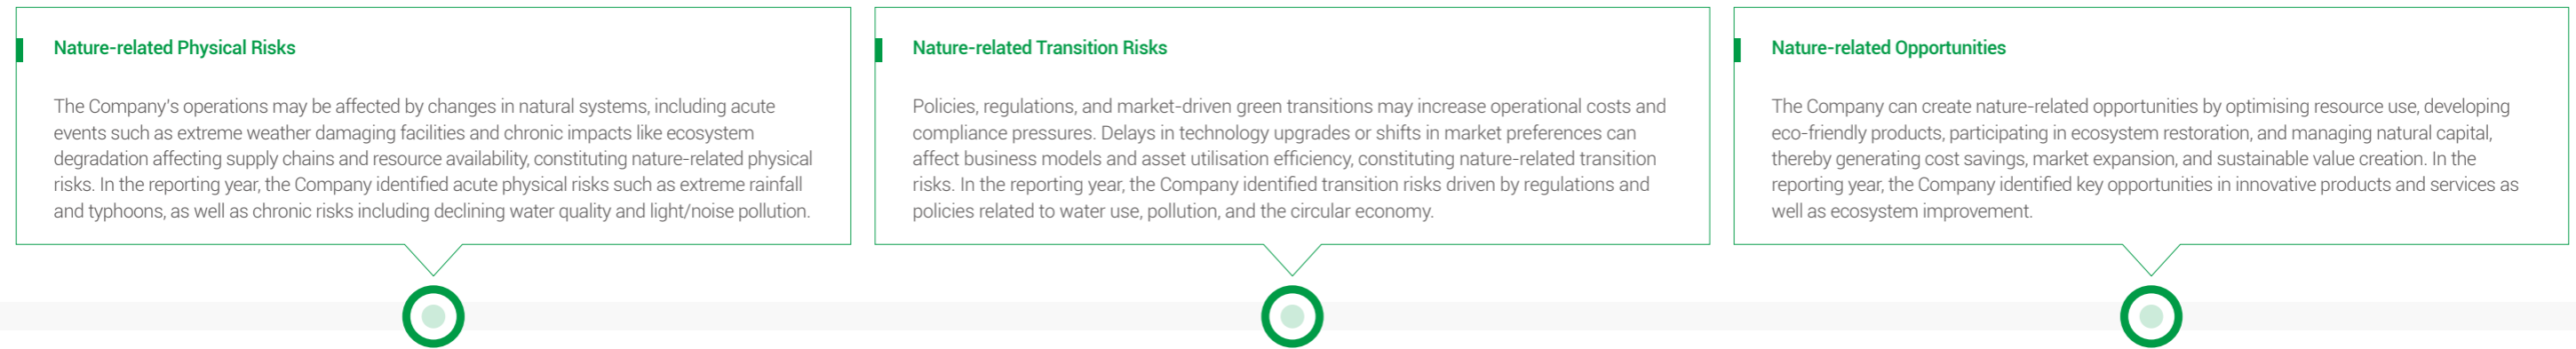 Nature-related Physical Risks
The Company's operations may be affected by changes in natural systems, including acute
events such as extreme weather damaging facilities and chronic impacts like ecosystem
degradation affecting supply chains and resource availability, constituting nature-related physical
risks. In the reporting year, the Company identified acute physical risks such as extreme rainfall
and typhoons, as well as chronic risks including declining water quality and light/noise pollution.
Nature-related Transition Risks
Policies, regulations, and market-driven green transitions may increase operational costs and
compliance pressures. Delays in technology upgrades or shifts in market preferences can
affect business models and asset utilisation efficiency, constituting nature-related transition
risks. In the reporting year, the Company identified transition risks driven by regulations and
policies related to water use, pollution, and the circular economy.
Nature-related Opportunities
The Company can create nature-related opportunities by optimising resource use, developing
eco-friendly products, participating in ecosystem restoration, and managing natural capital,
thereby generating cost savings, market expansion, and sustainable value creation. In the
reporting year, the Company identified key opportunities in innovative products and services as
well as ecosystem improvement.